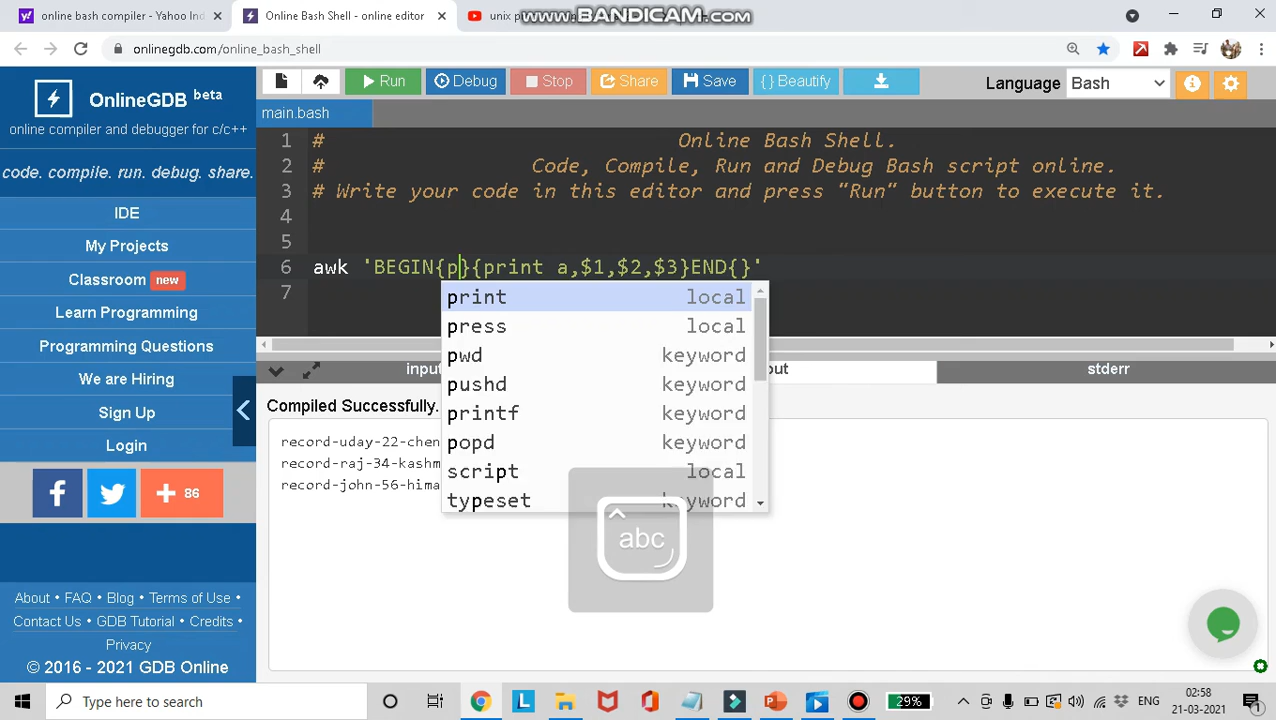 online bash compiler - Yahoo Ind
Online Bash Shell - online editor
unix p
www.BANDICAM.com
onlinegdb.com/online_bash_shell
OnlineGDB beta
online compiler and debugger for c/c++
code. compile. run. debug. share.
IDE
My Projects
Classroom new
Learn Programming
Programming Questions
We are Hiring
Sign Up
Login
86
About • FAQ • Blog • Terms of Use •
Contact Us • GDB Tutorial • Credits •
Privacy
© 2016 - 2021 GDB Online
Run
Debug
Stop
Share
Save
{ } Beautify
Language
Bash
main.bash
1 # Online Bash Shell.
2 # Code, Compile, Run and Debug Bash script online.
3 # Write your code in this editor and press "Run" button to execute it.
4
5
6 awk 'BEGIN{p}{print a,$1,$2,$3}END{}'
7
print local
press local
pwd keyword
pushd keyword
printf keyword
popd keyword
script local
typeset keyword
stderr
Compiled Successfully.
record-uday-22-chen
record-raj-34-kashm
record-john-56-hima
abc
Type here to search
29%
ENG
02:58
21-03-2021